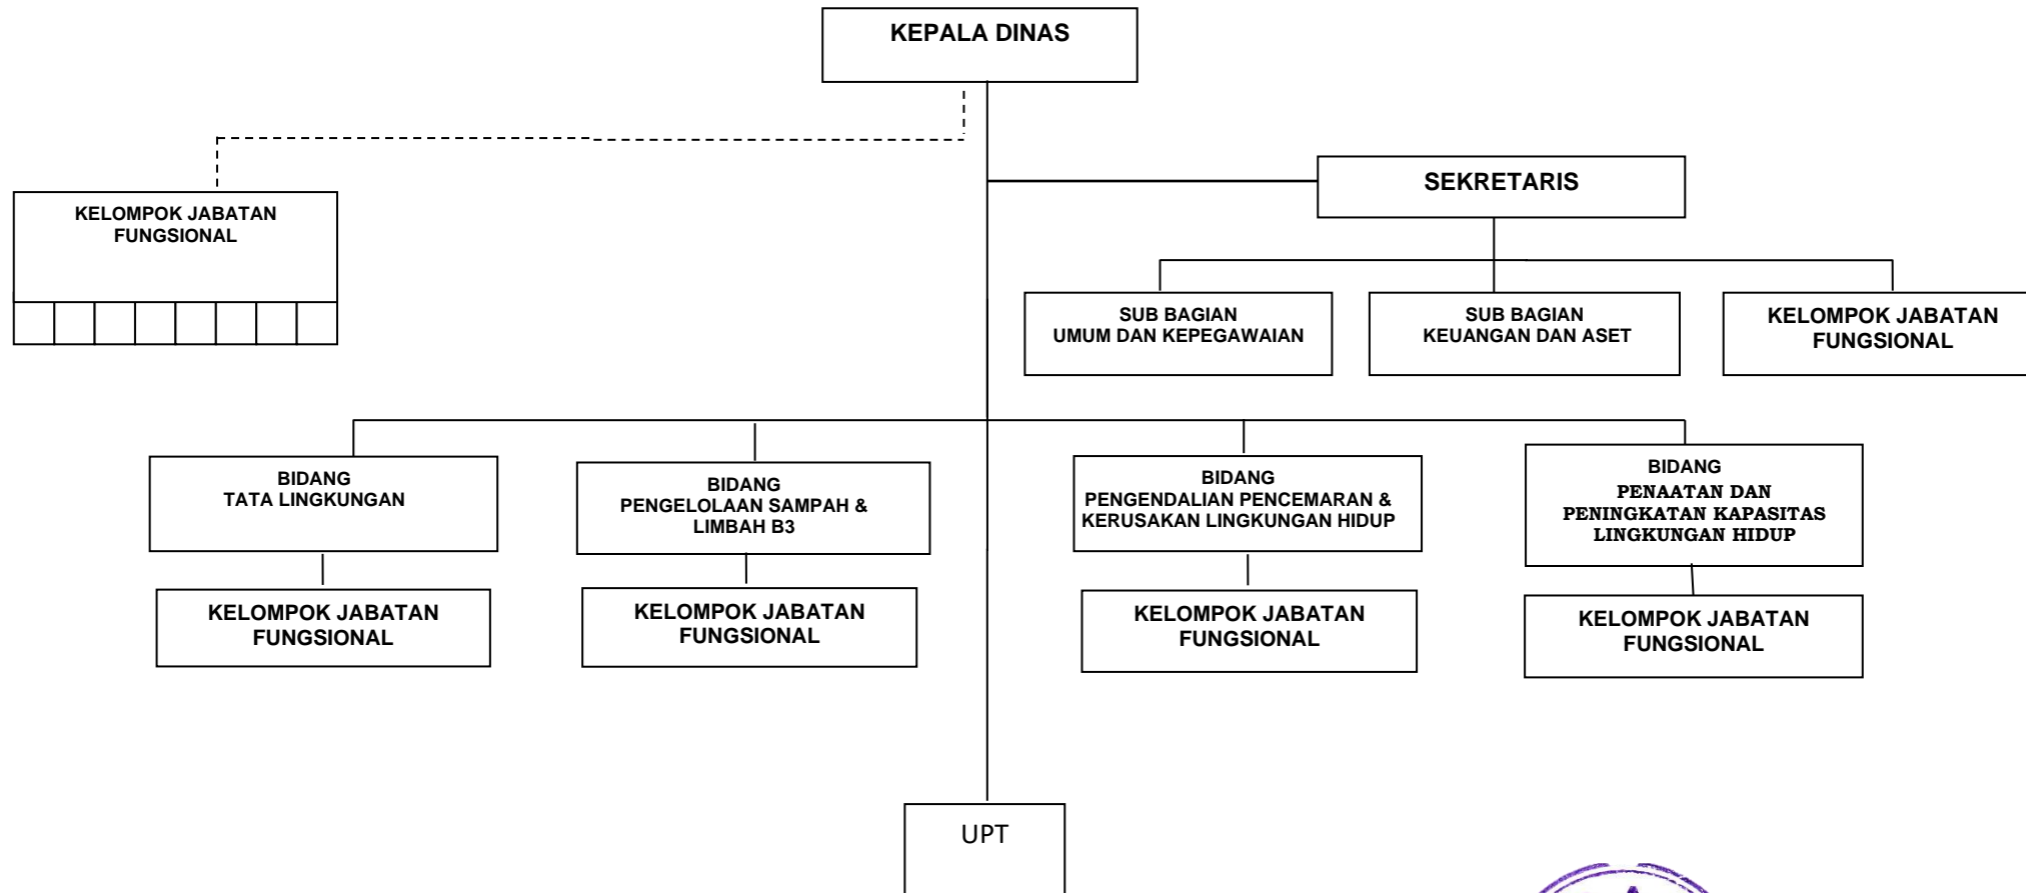 KEPALA DINAS
SEKRETARIS
KELOMPOK JABATAN
FUNGSIONAL
SUB BAGIAN
UMUM DAN KEPEGAWAIAN
SUB BAGIAN
KEUANGAN DAN ASET
KELOMPOK JABATAN
FUNGSIONAL
BIDANG
TATA LINGKUNGAN
BIDANG
PENGELOLAAN SAMPAH &
LIMBAH B3
BIDANG
PENGENDALIAN PENCEMARAN &
KERUSAKAN LINGKUNGAN HIDUP
BIDANG
PENAATAN DAN
PENINGKATAN KAPASITAS
LINGKUNGAN HIDUP
KELOMPOK JABATAN
FUNGSIONAL
KELOMPOK JABATAN
FUNGSIONAL
KELOMPOK JABATAN
FUNGSIONAL
KELOMPOK JABATAN
FUNGSIONAL
UPT